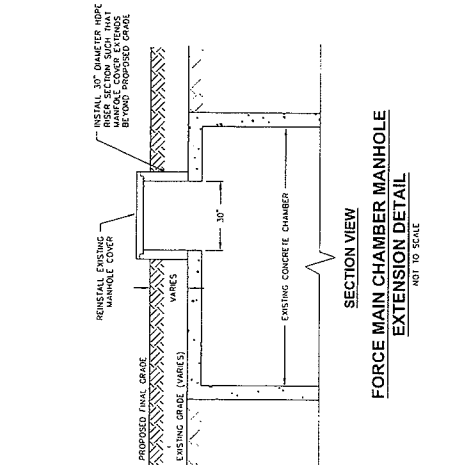 INSTALL 30" DIAMETER HDPE
RISER SECTION SUCH THAT
MANHOLE COVER EXTENDS
BEYOND PROPOSED GRADE
REINSTALL EXISTING
MANHOLE COVER
PROPOSED FINAL GRADE
VARIES
EXISTING GRADE (VARIES)
30"
EXISTING CONCRETE CHAMBER
SECTION VIEW
FORCE MAIN CHAMBER MANHOLE
EXTENSION DETAIL
NOT TO SCALE